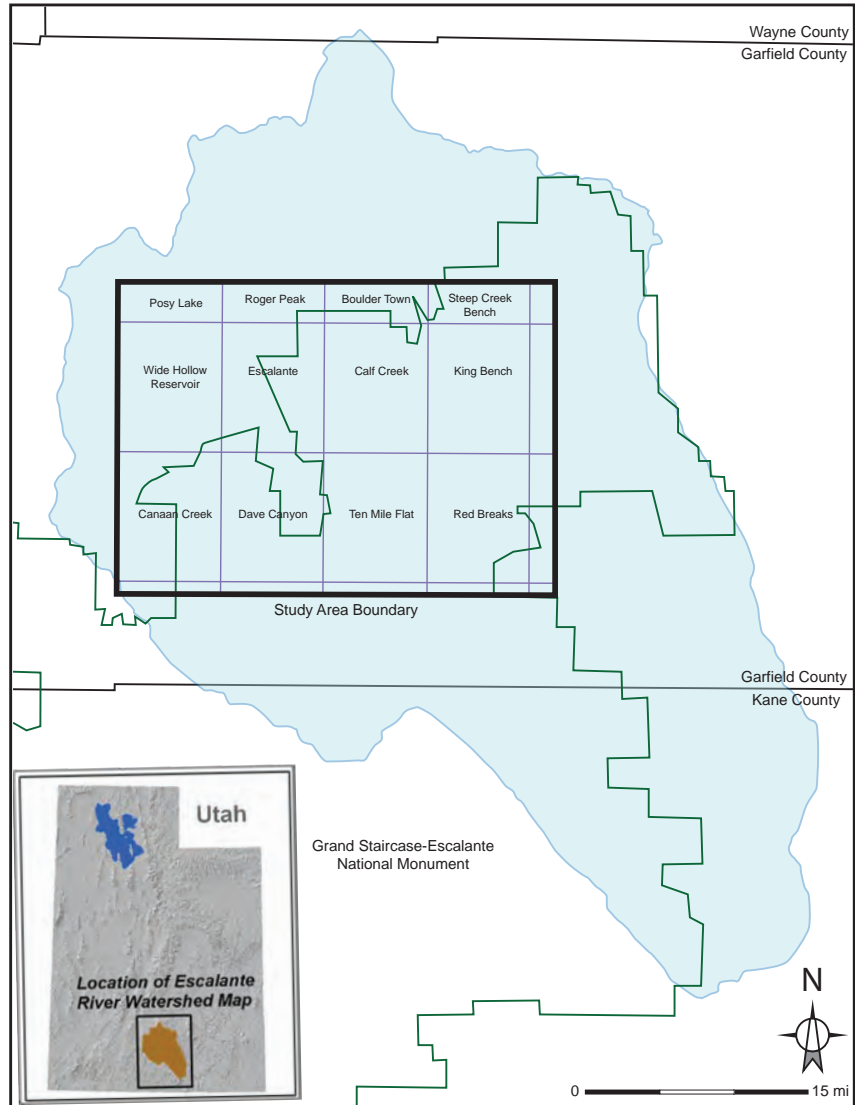 Wayne County
Garfield County
Posy Lake
Roger Peak
Boulder Town
Steep Creek
Bench
Wide Hollow
Reservoir
Escalante
Calf Creek
King Bench
Canaan Creek
Dave Canyon
Ten Mile Flat
Red Breaks
Study Area Boundary
Garfield County
Kane County
Utah
Grand Staircase-Escalante
National Monument
Location of Escalante
River Watershed Map
N
0
15 mi